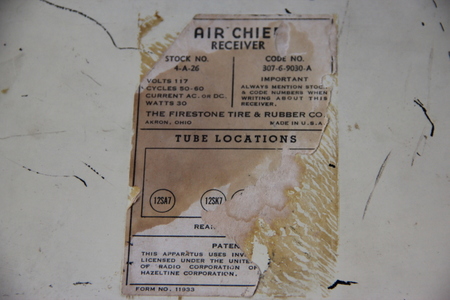 AIR CHIEF
RECEIVER
STOCK NO. CODE NO.
4-A-26 307-6-9030-A
VOLTS 117
CYCLES 50-60
CURRENT AC. OR DC.
WATTS 30
IMPORTANT
ALWAYS MENTION STOCK
& CODE NUMBERS WHEN
WRITING ABOUT THIS
RECEIVER.
THE FIRESTONE TIRE & RUBBER CO.
AKRON, OHIO MADE IN U.S.A.
TUBE LOCATIONS
12SA7 12SK7
REAR
PATEN
THIS APPARATUS USES INV
LICENSED UNDER THE UNITE
OF RADIO CORPORATION OF
HAZELTINE CORPORATION.
FORM NO. 11933